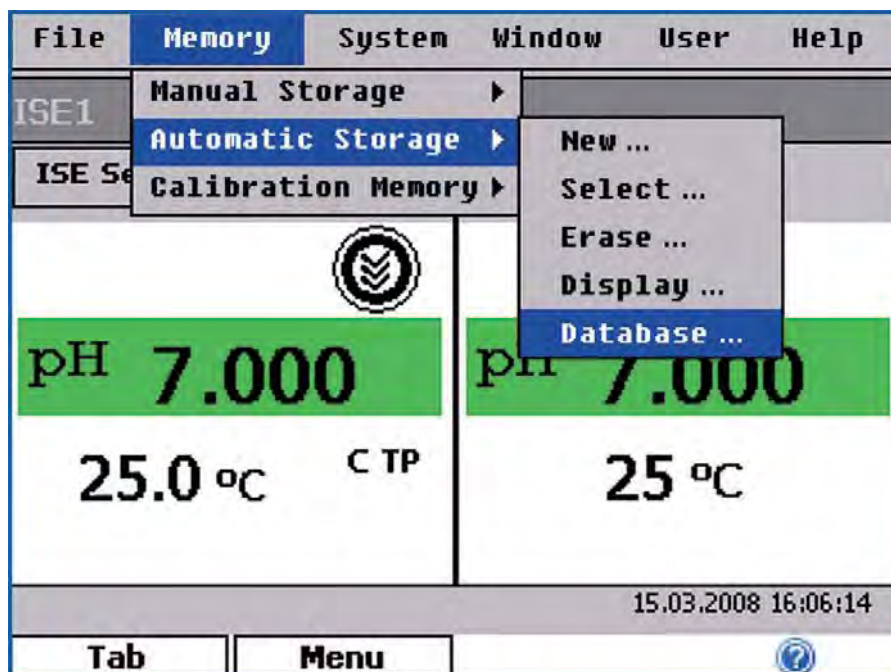 File Memory System Window User Help
Manual Storage
ISE1
Automatic Storage
New ...
ISE Se
Calibration Memory
Select ...
Erase ...
Display ...
Database ...
pH 7.000
pH 7.000
25.0 °C
C TP
25 °C
15.03.2008 16:06:14
Tab
Menu
?